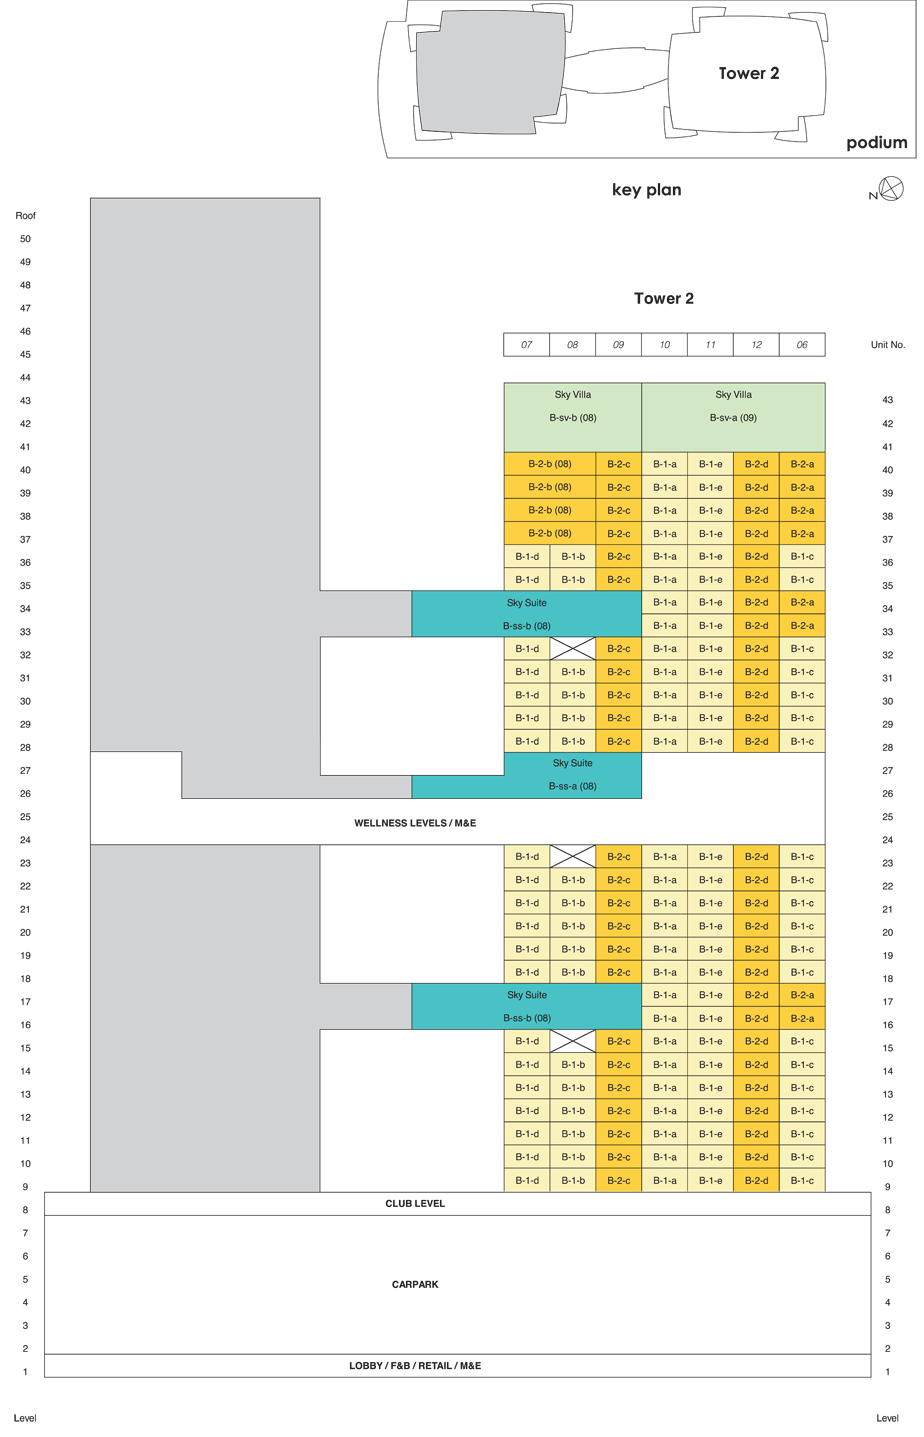 Tower 2
podium
key plan
N
Roof
50
49
48
47
Tower 2
46
45
07 08 09 10 11 12 06 Unit No.
44
43 Sky Villa Sky Villa 43
42 B-sv-b (08) B-sv-a (09) 42
41 41
40 B-2-b (08) B-2-c B-1-a B-1-e B-2-d B-2-a 40
39 B-2-b (08) B-2-c B-1-a B-1-e B-2-d B-2-a 39
38 B-2-b (08) B-2-c B-1-a B-1-e B-2-d B-2-a 38
37 B-2-b (08) B-2-c B-1-a B-1-e B-2-d B-2-a 37
36 B-1-d B-1-b B-2-c B-1-a B-1-e B-2-d B-1-c 36
35 B-1-d B-1-b B-2-c B-1-a B-1-e B-2-d B-1-c 35
34 Sky Suite B-1-a B-1-e B-2-d B-2-a 34
33 B-ss-b (08) B-1-a B-1-e B-2-d B-2-a 33
32 B-1-d B-2-c B-1-a B-1-e B-2-d B-1-c 32
31 B-1-d B-1-b B-2-c B-1-a B-1-e B-2-d B-1-c 31
30 B-1-d B-1-b B-2-c B-1-a B-1-e B-2-d B-1-c 30
29 B-1-d B-1-b B-2-c B-1-a B-1-e B-2-d B-1-c 29
28 B-1-d B-1-b B-2-c B-1-a B-1-e B-2-d B-1-c 28
27 Sky Suite 27
26 B-ss-a (08) 26
25 WELLNESS LEVELS / M&E 25
24 24
23 B-1-d B-2-c B-1-a B-1-e B-2-d B-1-c 23
22 B-1-d B-1-b B-2-c B-1-a B-1-e B-2-d B-1-c 22
21 B-1-d B-1-b B-2-c B-1-a B-1-e B-2-d B-1-c 21
20 B-1-d B-1-b B-2-c B-1-a B-1-e B-2-d B-1-c 20
19 B-1-d B-1-b B-2-c B-1-a B-1-e B-2-d B-1-c 19
18 B-1-d B-1-b B-2-c B-1-a B-1-e B-2-d B-1-c 18
17 Sky Suite B-1-a B-1-e B-2-d B-2-a 17
16 B-ss-b (08) B-1-a B-1-e B-2-d B-2-a 16
15 B-1-d B-2-c B-1-a B-1-e B-2-d B-1-c 15
14 B-1-d B-1-b B-2-c B-1-a B-1-e B-2-d B-1-c 14
13 B-1-d B-1-b B-2-c B-1-a B-1-e B-2-d B-1-c 13
12 B-1-d B-1-b B-2-c B-1-a B-1-e B-2-d B-1-c 12
11 B-1-d B-1-b B-2-c B-1-a B-1-e B-2-d B-1-c 11
10 B-1-d B-1-b B-2-c B-1-a B-1-e B-2-d B-1-c 10
9 B-1-d B-1-b B-2-c B-1-a B-1-e B-2-d B-1-c 9
8 CLUB LEVEL 8
7 7
6 6
5 CARPARK 5
4 4
3 3
2 2
1 LOBBY / F&B / RETAIL / M&E 1
Level Level